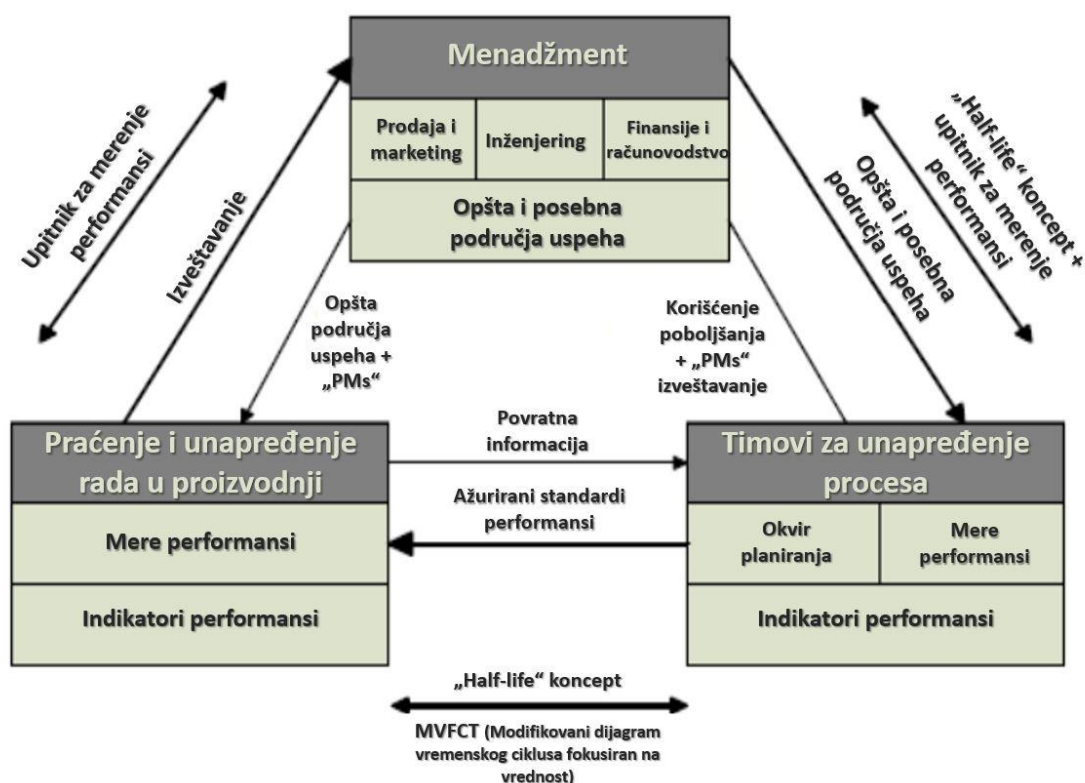 Menadžment
Prodaja i
marketing
Inženjering
Finansije i
računovodstvo
Opšta i posebna
područja uspeha
Upitnik za merenje
performansi
Izveštavanje
Opšta
područja
uspeha +
„PMs“
Korišćenje
poboljšanja
+ „PMs“
izveštavanje
Opšta i posebna
područja uspeha
„Half-life“ koncept +
upitnik za merenje
performansi
Praćenje i unapređenje
rada u proizvodnji
Mere performansi
Indikatori performansi
Povratna
informacija
Ažurirani standardi
performansi
Timovi za unapređenje
procesa
Okvir
planiranja
Mere
performansi
Indikatori performansi
„Half-life“ koncept
MVFCT (Modifikovani dijagram
vremenskog ciklusa fokusiran na
vrednost)